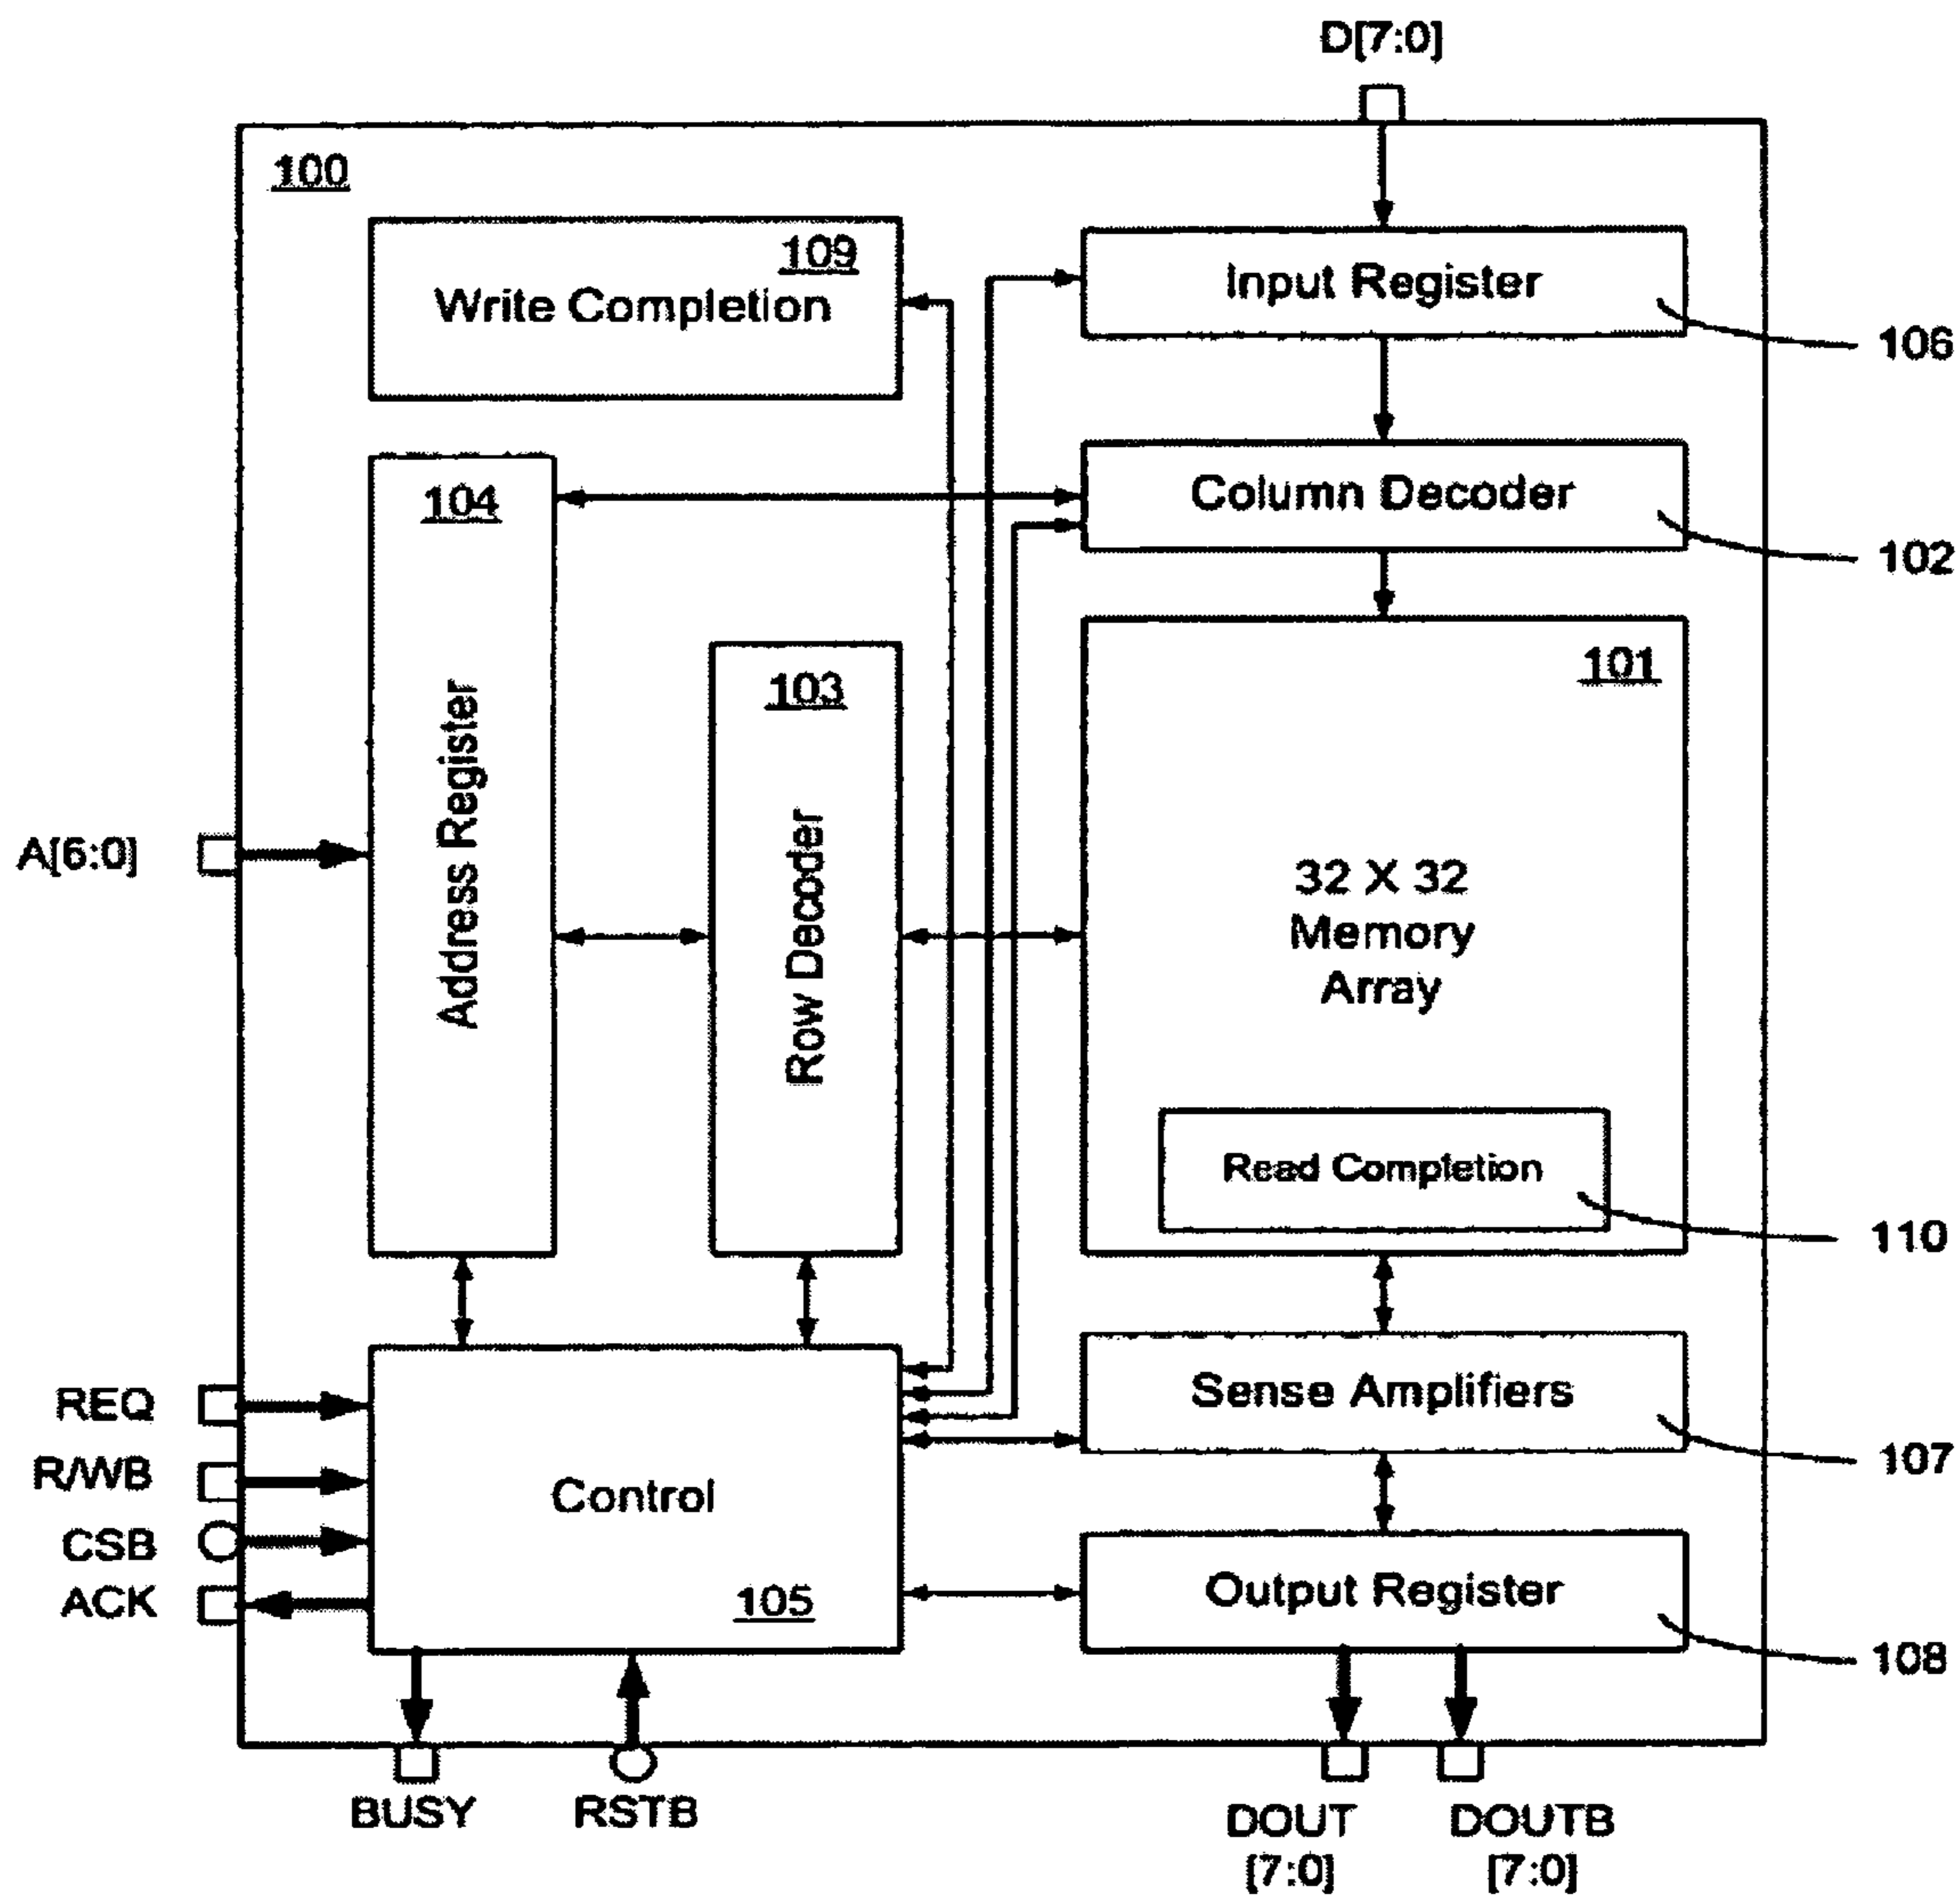 D[7:0]
100
109
Write Completion
Input Register
106
104
Address Register
Column Decoder
102
103
Row Decoder
101
32 X 32
Memory
Array
A[6:0]
Read Completion
110
REQ
R/WB
CSB
ACK
Control
105
Sense Amplifiers
107
Output Register
108
BUSY
RSTB
DOUT
[7:0]
DOUTB
[7:0]